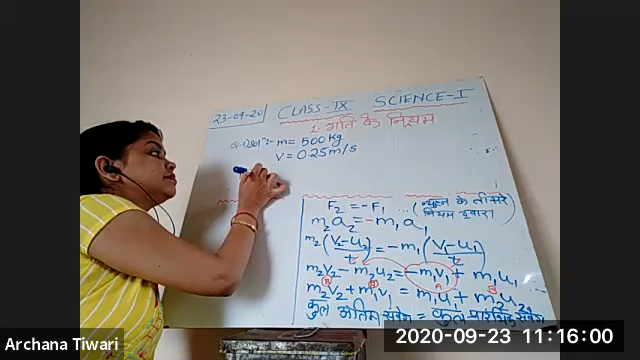 23-09-20 CLASS-IX SCIENCE-I
1. गति के नियम
m = 500 kg
v = 0.25 m/s
F₂ = -F₁ ... (न्यूटन के तीसरे नियम द्वारा)
m₂a₂ = -m₁a₁
m₂(v₂-u₂)/t = -m₁(v₁-u₁)/t
m₂v₂ - m₂u₂ = -m₁v₁ + m₁u₁
m₂v₂ + m₁v₁ = m₁u₁ + m₂u₂
कुल अंतिम संवेग = कुल प्रारंभिक संवेग
Archana Tiwari
2020-09-23 11:16:00